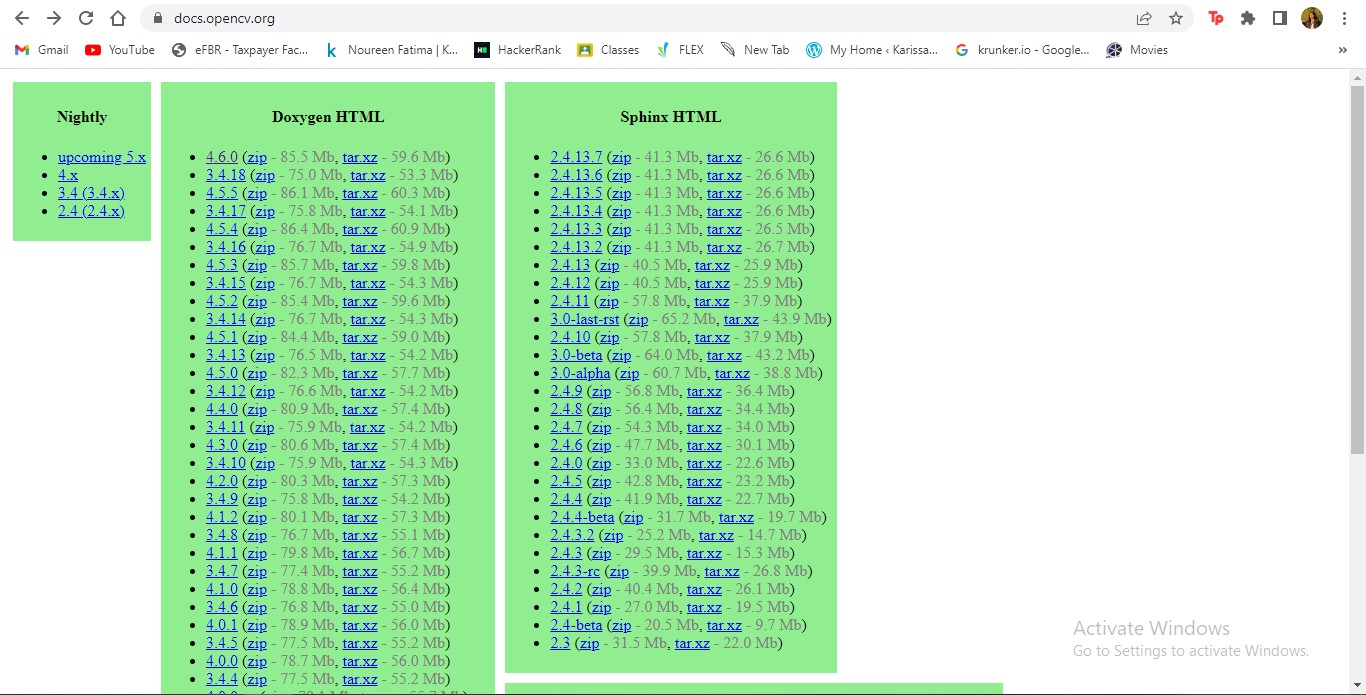 docs.opencv.org
Gmail YouTube eFBR - Taxpayer Fac... Noureen Fatima | K... HackerRank Classes FLEX New Tab My Home ‹ Karissa... krunker.io - Google... Movies »
Nightly
upcoming 5.x
4.x
3.4 (3.4.x)
2.4 (2.4.x)
Doxygen HTML
4.6.0 (zip - 85.5 Mb, tar.xz - 59.6 Mb)
3.4.18 (zip - 75.0 Mb, tar.xz - 53.3 Mb)
4.5.5 (zip - 86.1 Mb, tar.xz - 60.3 Mb)
3.4.17 (zip - 75.8 Mb, tar.xz - 54.1 Mb)
4.5.4 (zip - 86.4 Mb, tar.xz - 60.9 Mb)
3.4.16 (zip - 76.7 Mb, tar.xz - 54.9 Mb)
4.5.3 (zip - 85.7 Mb, tar.xz - 59.8 Mb)
3.4.15 (zip - 76.7 Mb, tar.xz - 54.3 Mb)
4.5.2 (zip - 85.4 Mb, tar.xz - 59.6 Mb)
3.4.14 (zip - 76.7 Mb, tar.xz - 54.3 Mb)
4.5.1 (zip - 84.4 Mb, tar.xz - 59.0 Mb)
3.4.13 (zip - 76.5 Mb, tar.xz - 54.2 Mb)
4.5.0 (zip - 82.3 Mb, tar.xz - 57.7 Mb)
3.4.12 (zip - 76.6 Mb, tar.xz - 54.2 Mb)
4.4.0 (zip - 80.9 Mb, tar.xz - 57.4 Mb)
3.4.11 (zip - 75.9 Mb, tar.xz - 54.2 Mb)
4.3.0 (zip - 80.6 Mb, tar.xz - 57.4 Mb)
3.4.10 (zip - 75.9 Mb, tar.xz - 54.3 Mb)
4.2.0 (zip - 80.3 Mb, tar.xz - 57.3 Mb)
3.4.9 (zip - 75.8 Mb, tar.xz - 54.2 Mb)
4.1.2 (zip - 80.1 Mb, tar.xz - 57.3 Mb)
3.4.8 (zip - 76.7 Mb, tar.xz - 55.1 Mb)
4.1.1 (zip - 79.8 Mb, tar.xz - 56.7 Mb)
3.4.7 (zip - 77.4 Mb, tar.xz - 55.2 Mb)
4.1.0 (zip - 78.8 Mb, tar.xz - 56.4 Mb)
3.4.6 (zip - 76.8 Mb, tar.xz - 55.0 Mb)
4.0.1 (zip - 78.9 Mb, tar.xz - 56.0 Mb)
3.4.5 (zip - 77.5 Mb, tar.xz - 55.2 Mb)
4.0.0 (zip - 78.7 Mb, tar.xz - 56.0 Mb)
3.4.4 (zip - 77.5 Mb, tar.xz - 55.2 Mb)
Sphinx HTML
2.4.13.7 (zip - 41.3 Mb, tar.xz - 26.6 Mb)
2.4.13.6 (zip - 41.3 Mb, tar.xz - 26.6 Mb)
2.4.13.5 (zip - 41.3 Mb, tar.xz - 26.6 Mb)
2.4.13.4 (zip - 41.3 Mb, tar.xz - 26.6 Mb)
2.4.13.3 (zip - 41.3 Mb, tar.xz - 26.5 Mb)
2.4.13.2 (zip - 41.3 Mb, tar.xz - 26.7 Mb)
2.4.13 (zip - 40.5 Mb, tar.xz - 25.9 Mb)
2.4.12 (zip - 40.5 Mb, tar.xz - 25.9 Mb)
2.4.11 (zip - 57.8 Mb, tar.xz - 37.9 Mb)
3.0-last-rst (zip - 65.2 Mb, tar.xz - 43.9 Mb)
2.4.10 (zip - 57.8 Mb, tar.xz - 37.9 Mb)
3.0-beta (zip - 64.0 Mb, tar.xz - 43.2 Mb)
3.0-alpha (zip - 60.7 Mb, tar.xz - 38.8 Mb)
2.4.9 (zip - 56.8 Mb, tar.xz - 36.4 Mb)
2.4.8 (zip - 56.4 Mb, tar.xz - 34.4 Mb)
2.4.7 (zip - 54.3 Mb, tar.xz - 34.0 Mb)
2.4.6 (zip - 47.7 Mb, tar.xz - 30.1 Mb)
2.4.0 (zip - 33.0 Mb, tar.xz - 22.6 Mb)
2.4.5 (zip - 42.8 Mb, tar.xz - 23.2 Mb)
2.4.4 (zip - 41.9 Mb, tar.xz - 22.7 Mb)
2.4.4-beta (zip - 31.7 Mb, tar.xz - 19.7 Mb)
2.4.3.2 (zip - 25.2 Mb, tar.xz - 14.7 Mb)
2.4.3 (zip - 29.5 Mb, tar.xz - 15.3 Mb)
2.4.3-rc (zip - 39.9 Mb, tar.xz - 26.8 Mb)
2.4.2 (zip - 40.4 Mb, tar.xz - 26.1 Mb)
2.4.1 (zip - 27.0 Mb, tar.xz - 19.5 Mb)
2.4-beta (zip - 20.5 Mb, tar.xz - 9.7 Mb)
2.3 (zip - 31.5 Mb, tar.xz - 22.0 Mb)
Activate Windows
Go to Settings to activate Windows.